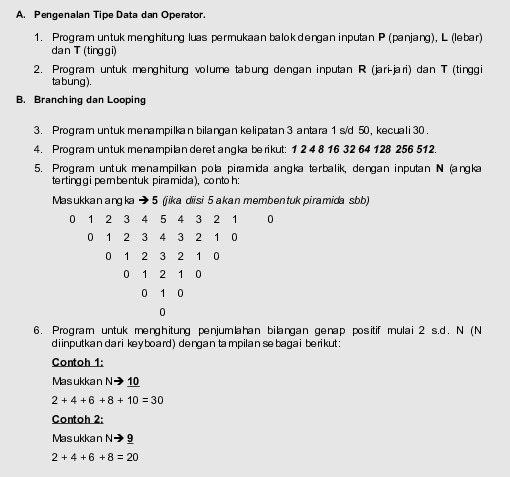 A. Pengenalan Tipe Data dan Operator.
1. Program untuk menghitung luas permukaan balok dengan inputan P (panjang), L (lebar)
dan T (tinggi)
2. Program untuk menghitung volume tabung dengan inputan R (jari-jari) dan T (tinggi
tabung).
B. Branching dan Looping
3. Program untuk menampilkan bilangan kelipatan 3 antara 1 s/d 50, kecuali 30.
4. Program untuk menampilan deret angka berikut: 1 2 4 8 16 32 64 128 256 512.
5. Program untuk menampilkan pola piramida angka terbalik, dengan inputan N (angka
tertinggi pembentuk piramida), contoh:
Masukkan angka ➔ 5 (jika diisi 5 akan membentuk piramida sbb)
0 1 2 3 4 5 4 3 2 1 0
0 1 2 3 4 3 2 1 0
0 1 2 3 2 1 0
0 1 2 1 0
0 1 0
0
6. Program untuk menghitung penjumlahan bilangan genap positif mulai 2 s.d. N (N
diinputkan dari keyboard) dengan tampilan sebagai berikut:
Contoh 1:
Masukkan N➔ 10
2 + 4 + 6 + 8 + 10 = 30
Contoh 2:
Masukkan N➔ 9
2 + 4 + 6 + 8 = 20